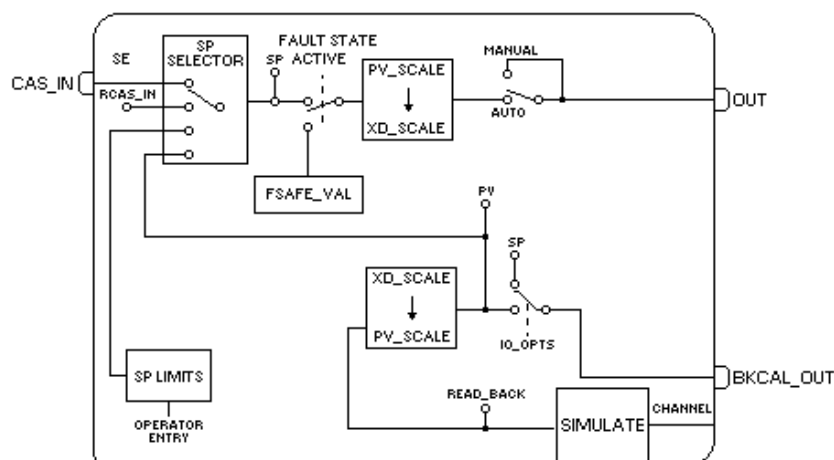 SE
SP
SELECTOR
FAULT STATE
ACTIVE
SP
MANUAL
CAS_IN
RCAS_IN
PV_SCALE
XD_SCALE
AUTO
OUT
FSAFE_VAL
PV
SP
XD_SCALE
PV_SCALE
IO_OPTS
SP LIMITS
OPERATOR
ENTRY
READ_BACK
SIMULATE
CHANNEL
BKCAL_OUT